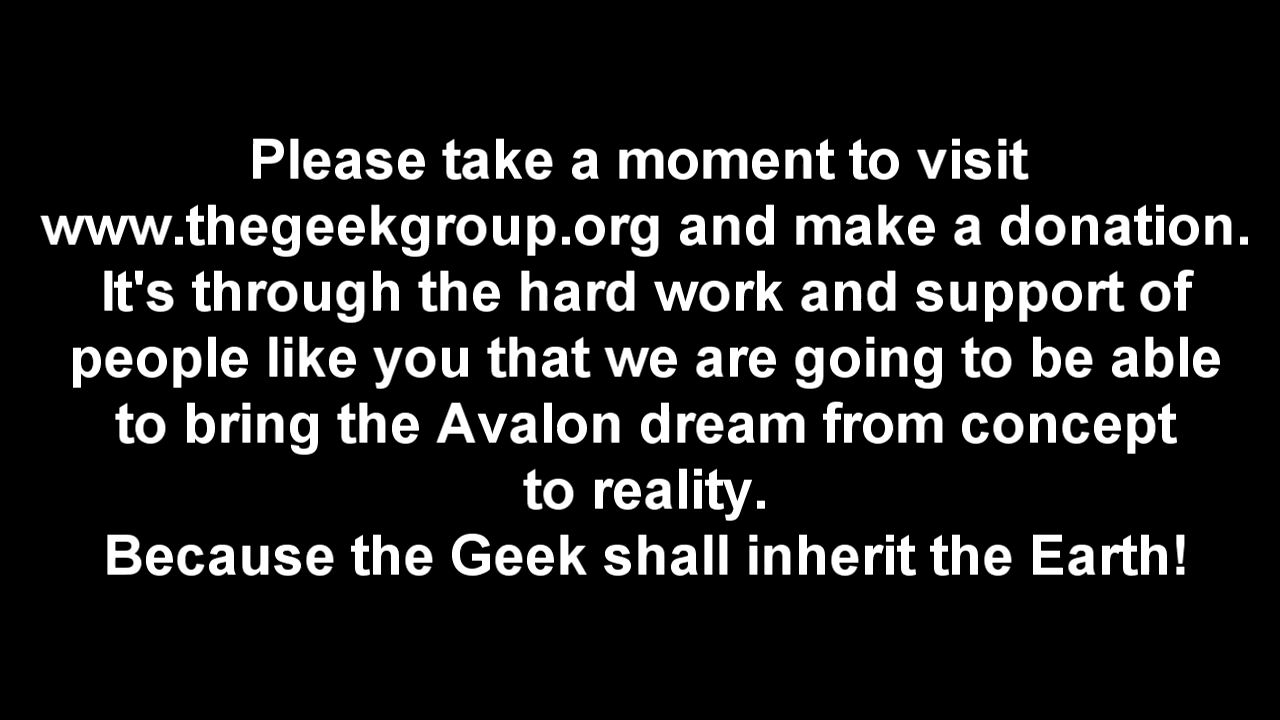 Please take a moment to visit
www.thegeekgroup.org and make a donation.
It's through the hard work and support of
people like you that we are going to be able
to bring the Avalon dream from concept
to reality.
Because the Geek shall inherit the Earth!